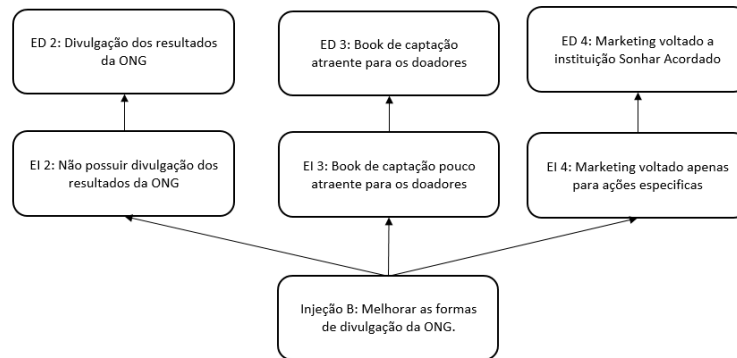 ED 2: Divulgação dos resultados
da ONG
ED 3: Book de captação
atraente para os doadores
ED 4: Marketing voltado a
instituição Sonhar Acordado
EI 2: Não possuir divulgação dos
resultados da ONG
EI 3: Book de captação pouco
atraente para os doadores
EI 4: Marketing voltado apenas
para ações especificas
Injeção B: Melhorar as formas
de divulgação da ONG.